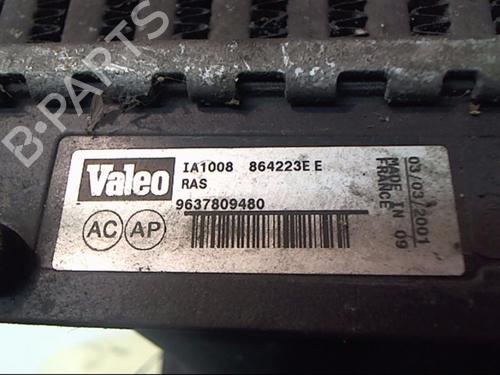 B-PARTS
Valeo
IA1008 864223E E
RAS
9637809480
AC AP
03/03/2001
MADE IN 09
FRANCE